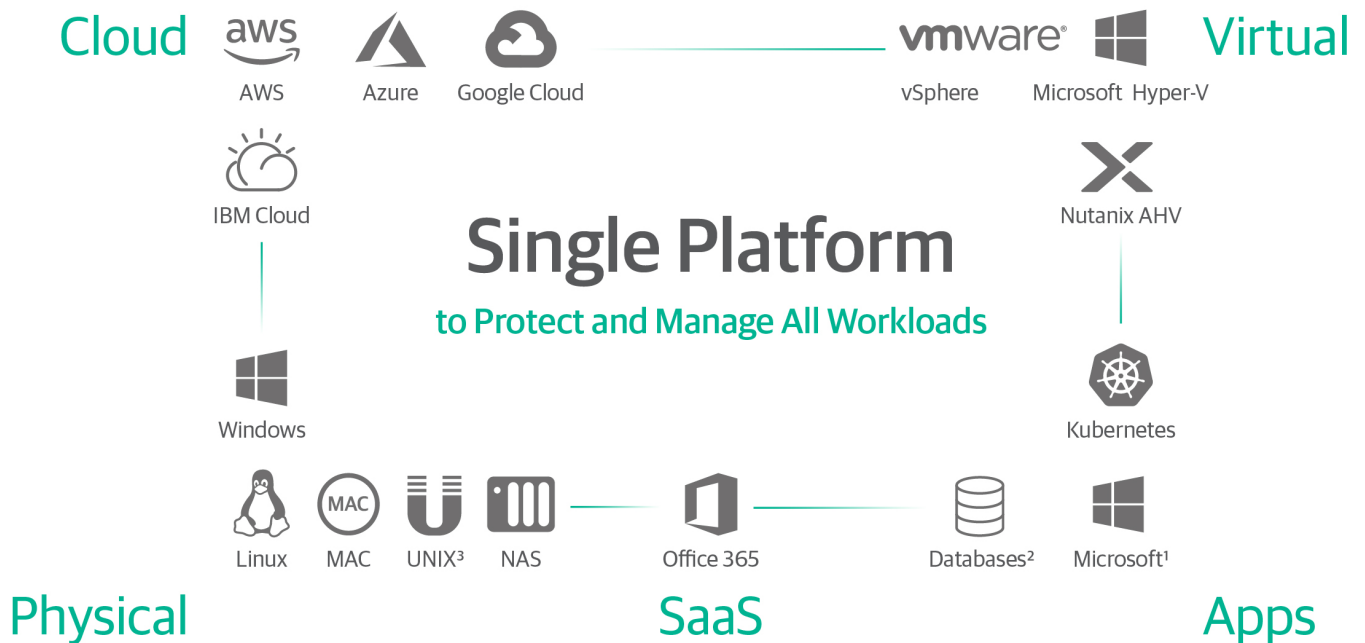 Cloud aws vmware® Virtual
AWS Azure Google Cloud vSphere Microsoft Hyper-V
IBM Cloud Nutanix AHV
Single Platform
to Protect and Manage All Workloads
Windows Kubernetes
MAC
Linux MAC UNIX³ NAS Office 365 Databases² Microsoft¹
Physical SaaS Apps